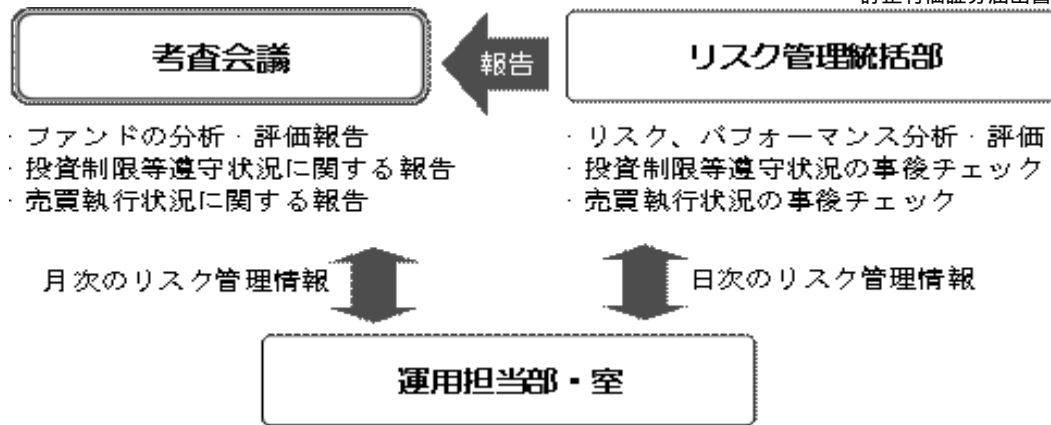 考査会議
報告
リスク管理統括部
・ファンドの分析・評価報告
・投資制限等遵守状況に関する報告
・売買執行状況に関する報告
・リスク、パフォーマンス分析・評価
・投資制限等遵守状況の事後チェック
・売買執行状況の事後チェック
月次のリスク管理情報
日次のリスク管理情報
運用担当部・室